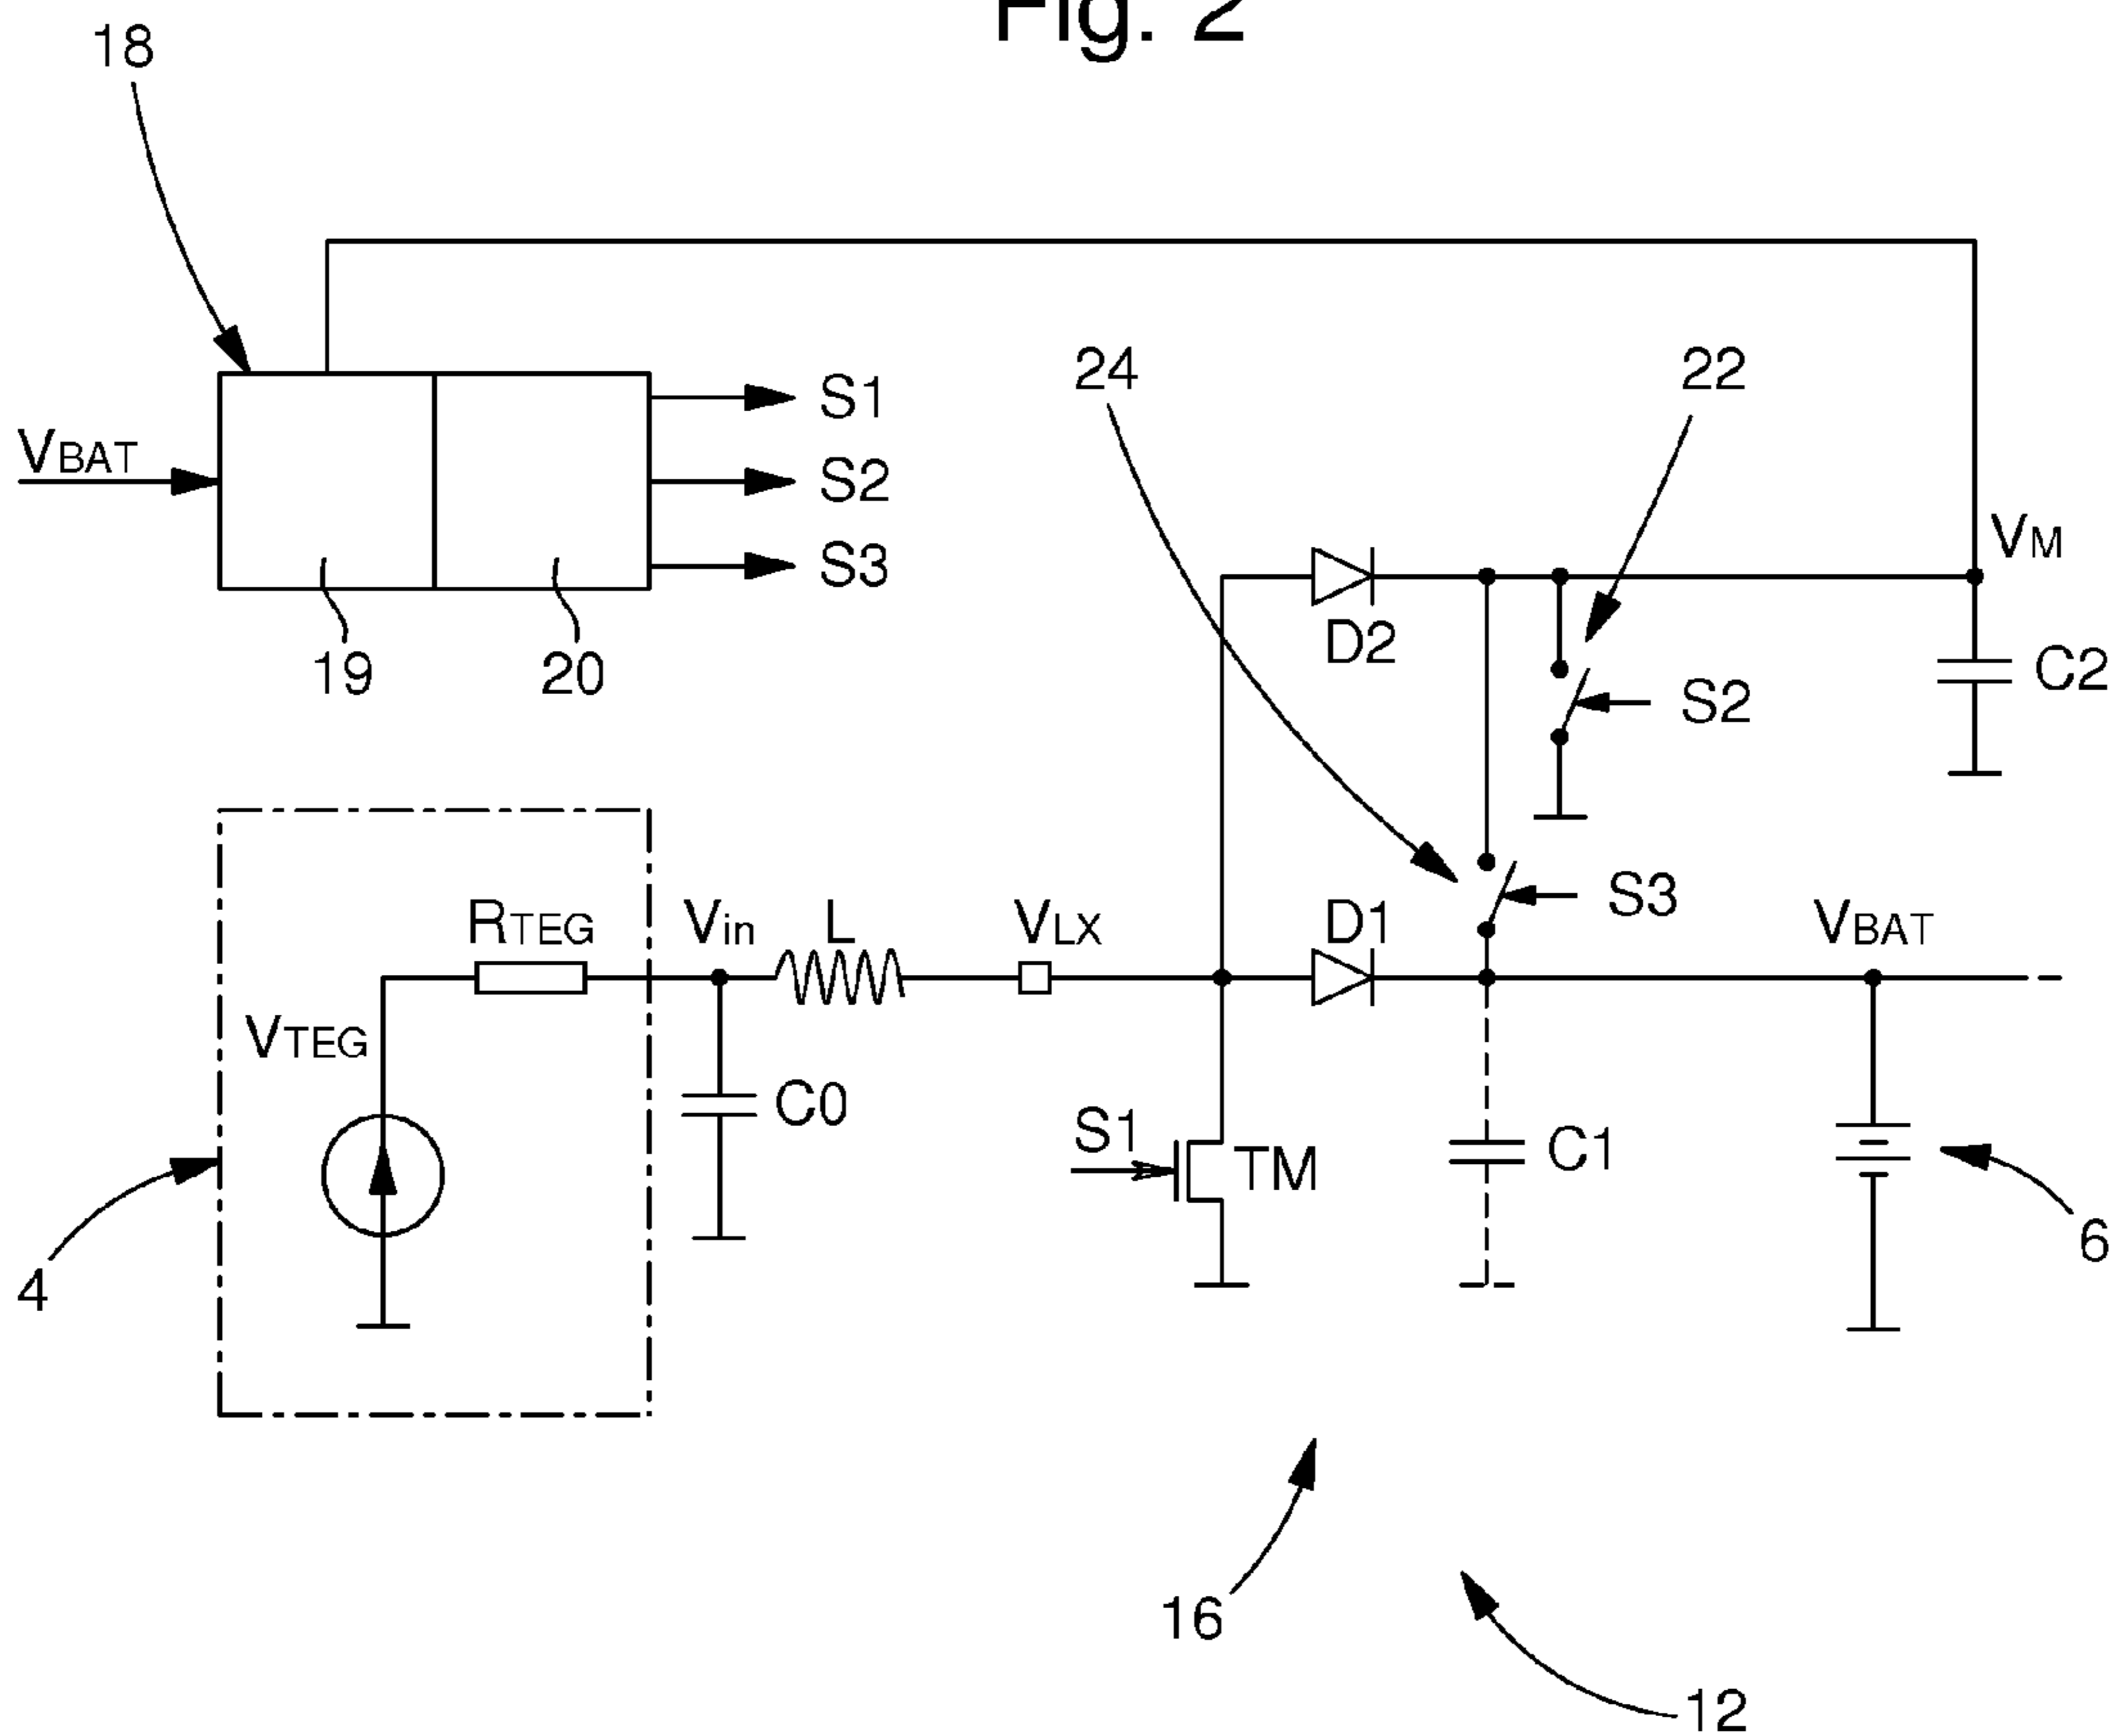 Fig. 2
18
VBAT
S1
S2
S3
19
20
24
22
VM
D2
S2
C2
S3
RTEG
Vin
L
VLX
D1
VBAT
VTEG
C0
S1
TM
C1
4
6
16
12